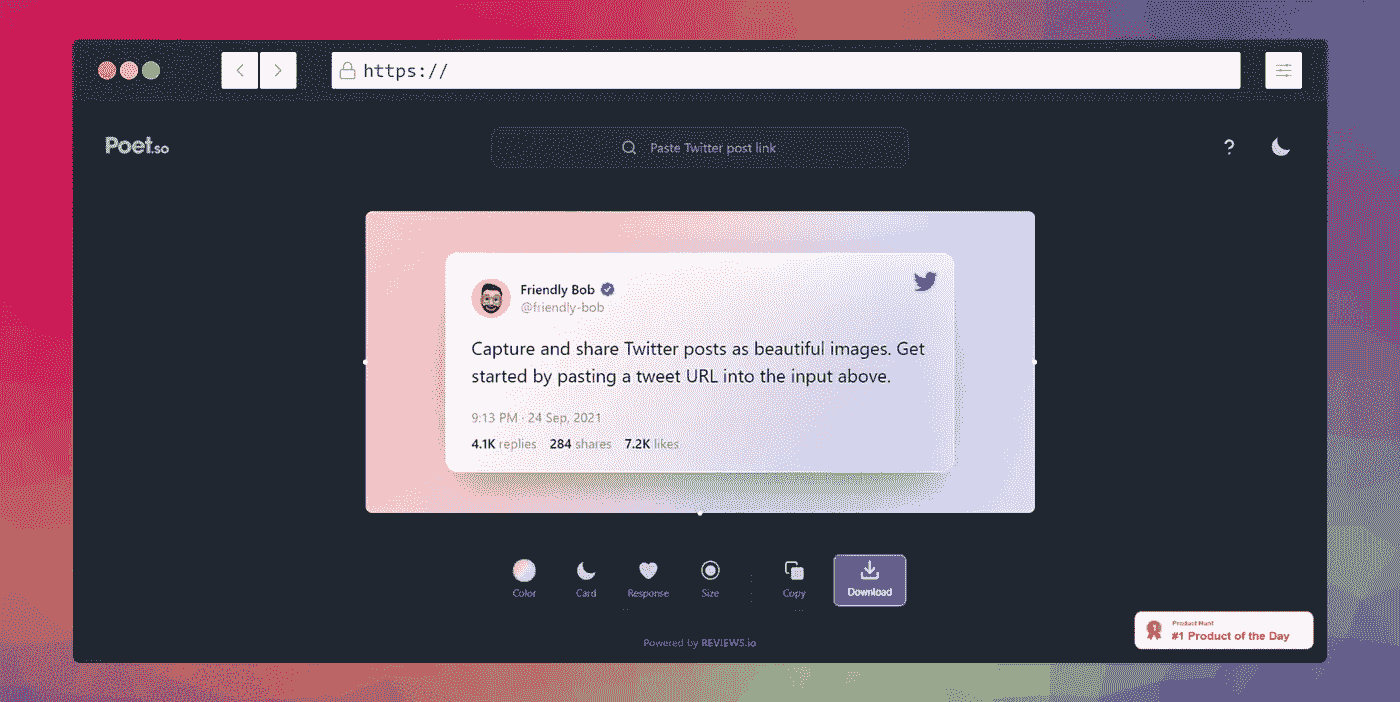 https://
Poet.so
Paste Twitter post link
?
Friendly Bob
@friendly-bob
Capture and share Twitter posts as beautiful images. Get
started by pasting a tweet URL into the input above.
9:13 PM · 24 Sep, 2021
4.1K replies 284 shares 7.2K likes
Color Card Response Size Copy Download
Powered by REVIEWS.io
1
Product Hunt
#1 Product of the Day